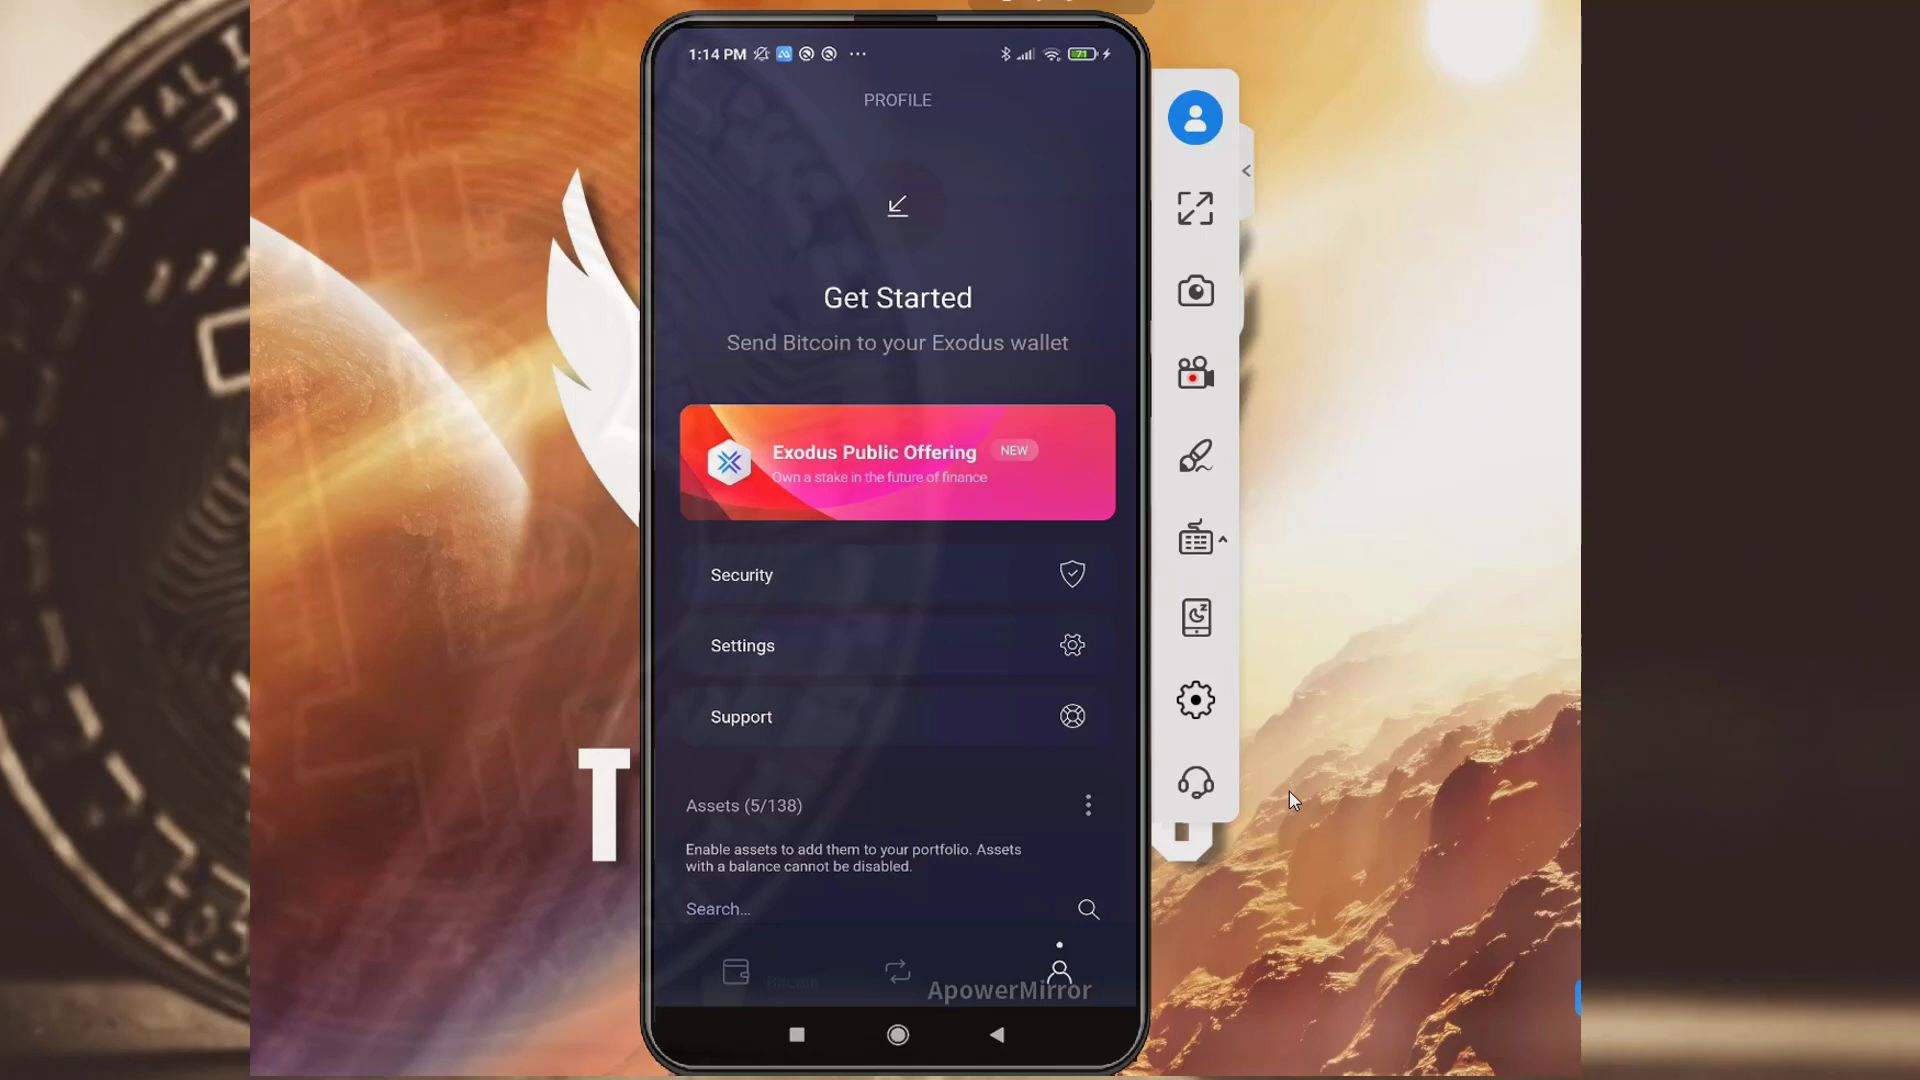 1:14 PM
71
PROFILE
Get Started
Send Bitcoin to your Exodus wallet
Exodus Public Offering NEW
Own a stake in the future of finance
Security
Settings
Support
Assets (5/138)
Enable assets to add them to your portfolio. Assets
with a balance cannot be disabled.
Search...
Bitcoin
ApowerMirror
T